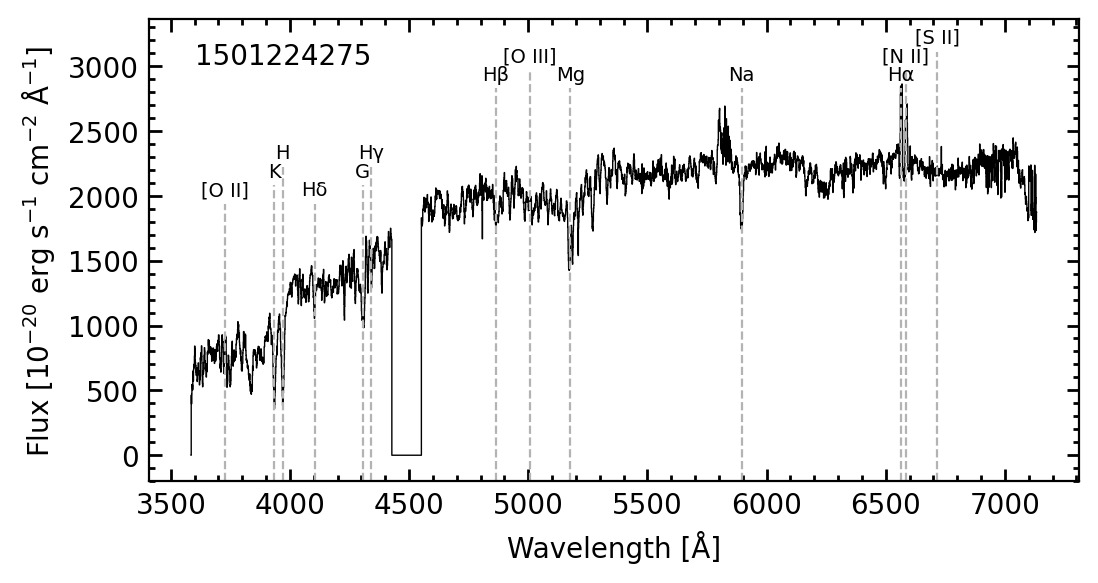 1501224275
[S II]
[O III]
[N II]
Hβ
Mg
Na
Hα
H
Hγ
K
G
[O II]
Hδ
3000
2500
2000
1500
1000
500
0
Flux [10⁻²⁰ erg s⁻¹ cm⁻² Å⁻¹]
3500 4000 4500 5000 5500 6000 6500 7000
Wavelength [Å]